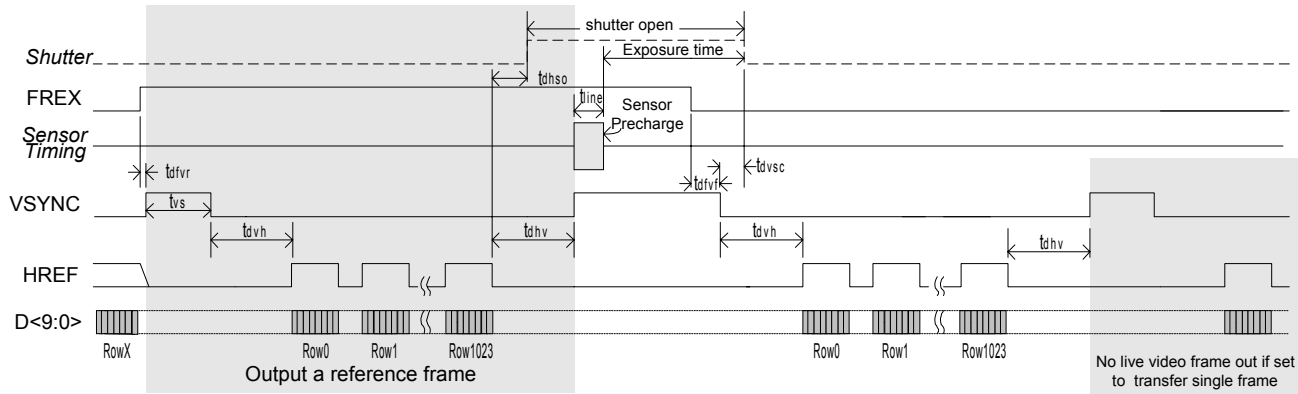 shutter open
Shutter
Exposure time
tdhso
FREX
tline
Sensor
Precharge
Sensor
Timing
tdfvr
tdvsc
tdfvf
VSYNC
tvs
tdvh
tdhv
tdvh
tdhv
HREF
D<9:0>
RowX
Row0
Row1
Row1023
Row0
Row1
Row1023
Output a reference frame
No live video frame out if set
to transfer single frame